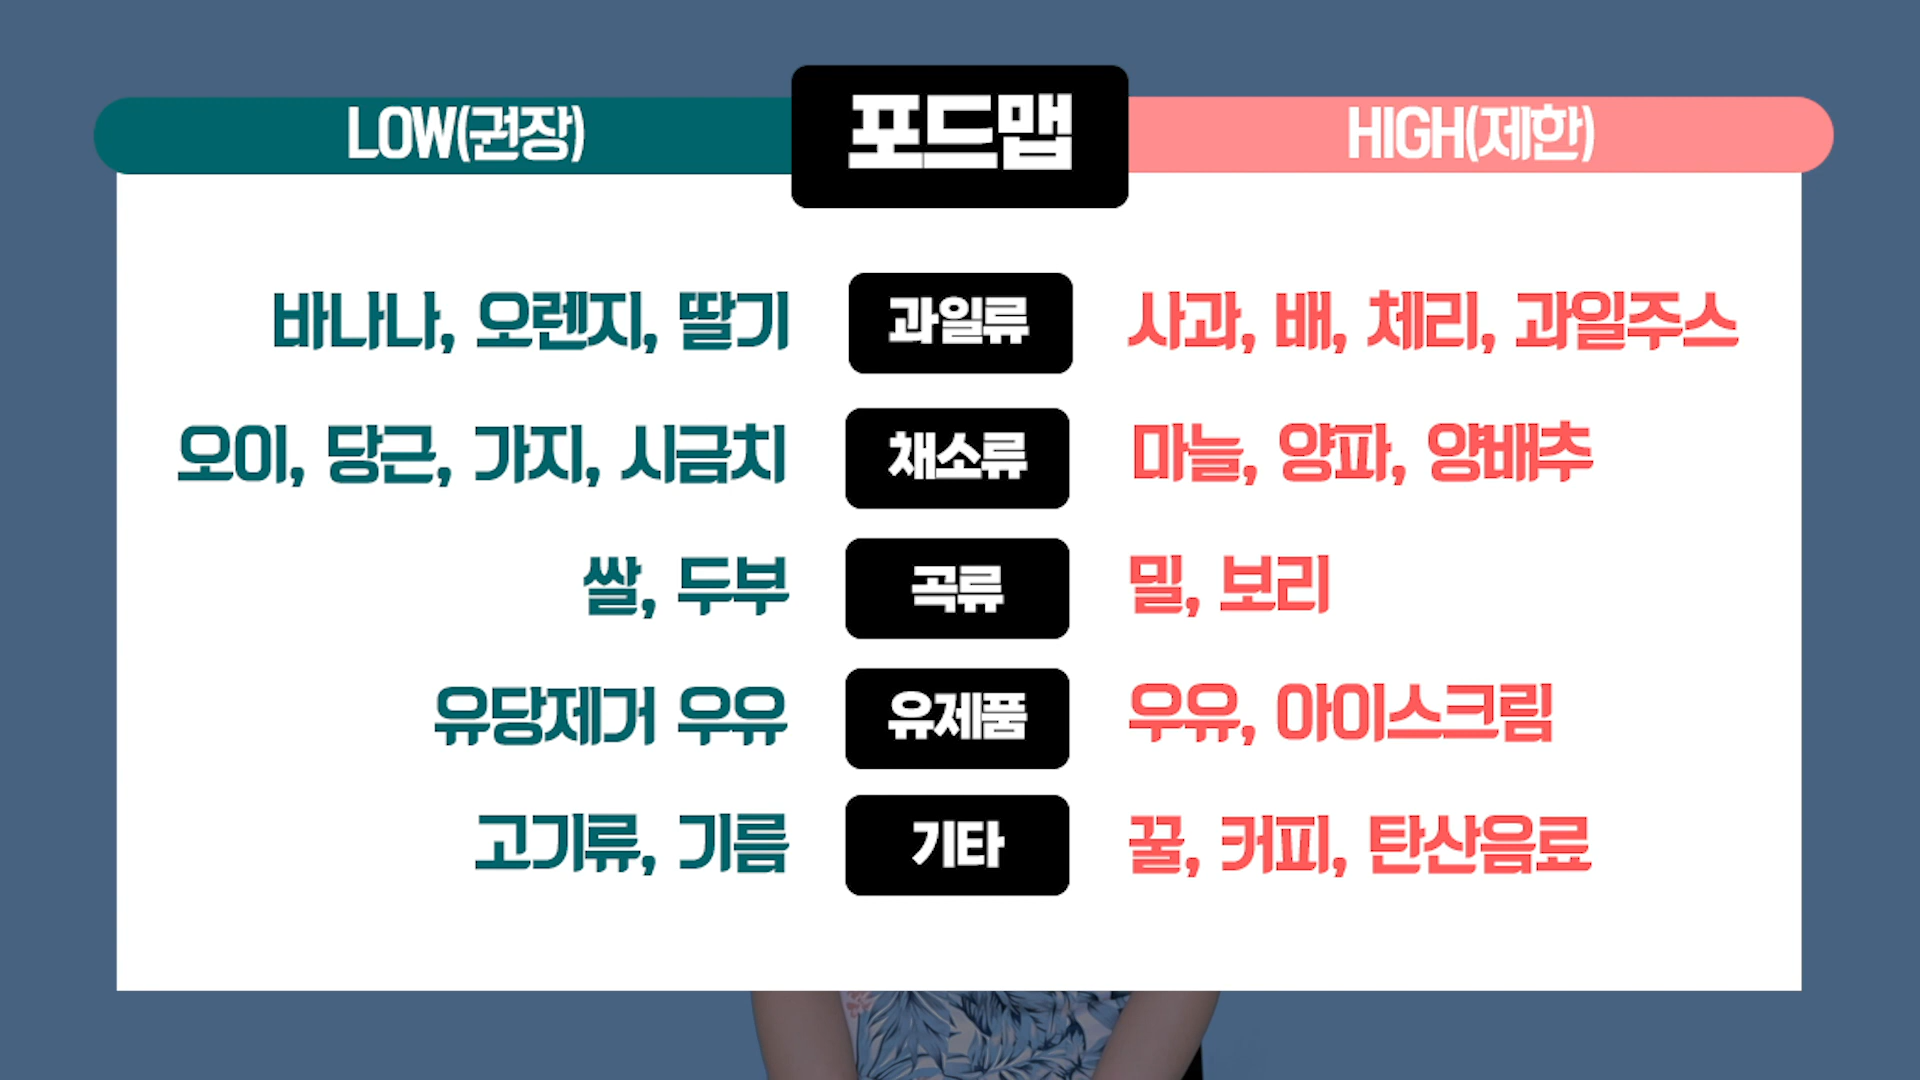 LOW(권장) 포드맵 HIGH(제한)
바나나, 오렌지, 딸기 과일류 사과, 배, 체리, 과일주스
오이, 당근, 가지, 시금치 채소류 마늘, 양파, 양배추
쌀, 두부 곡류 밀, 보리
유당제거 우유 유제품 우유, 아이스크림
고기류, 기름 기타 꿀, 커피, 탄산음료